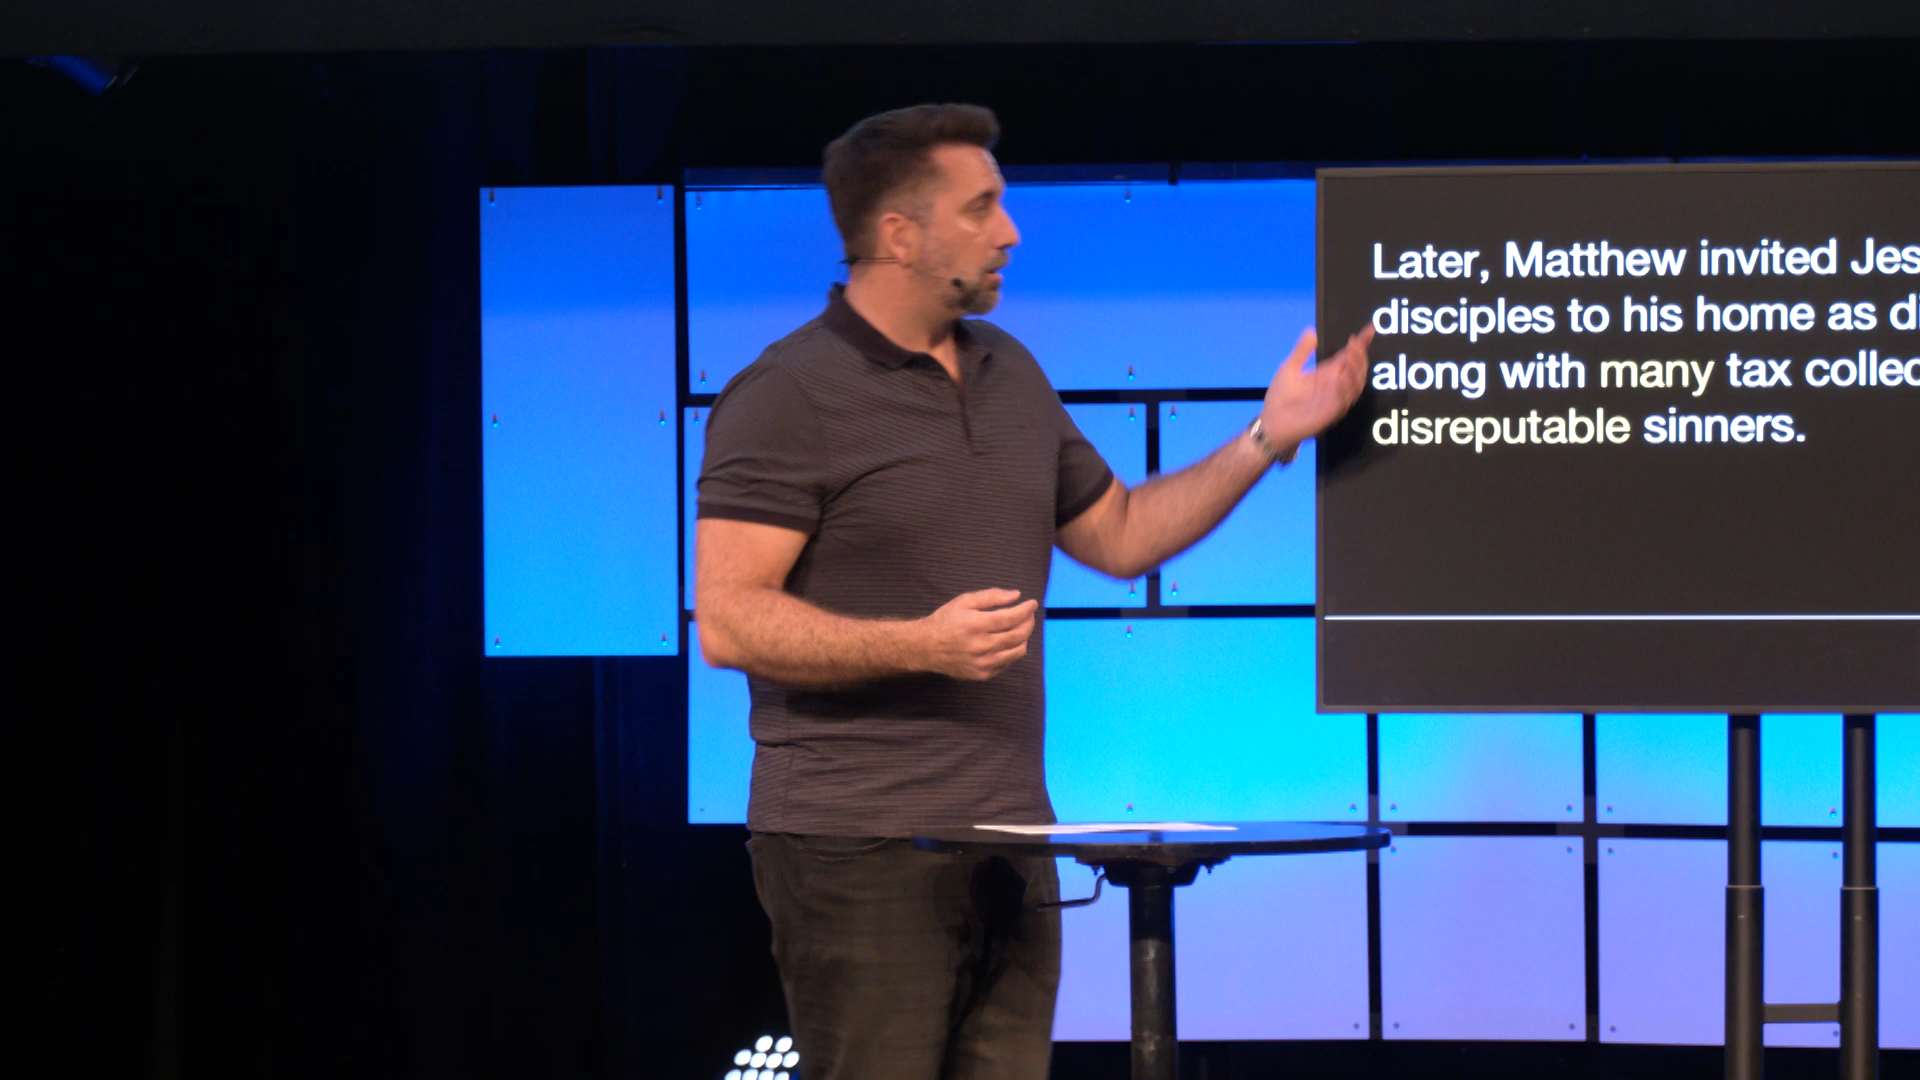 Later, Matthew invited Jes
disciples to his home as di
along with many tax collec
disreputable sinners.